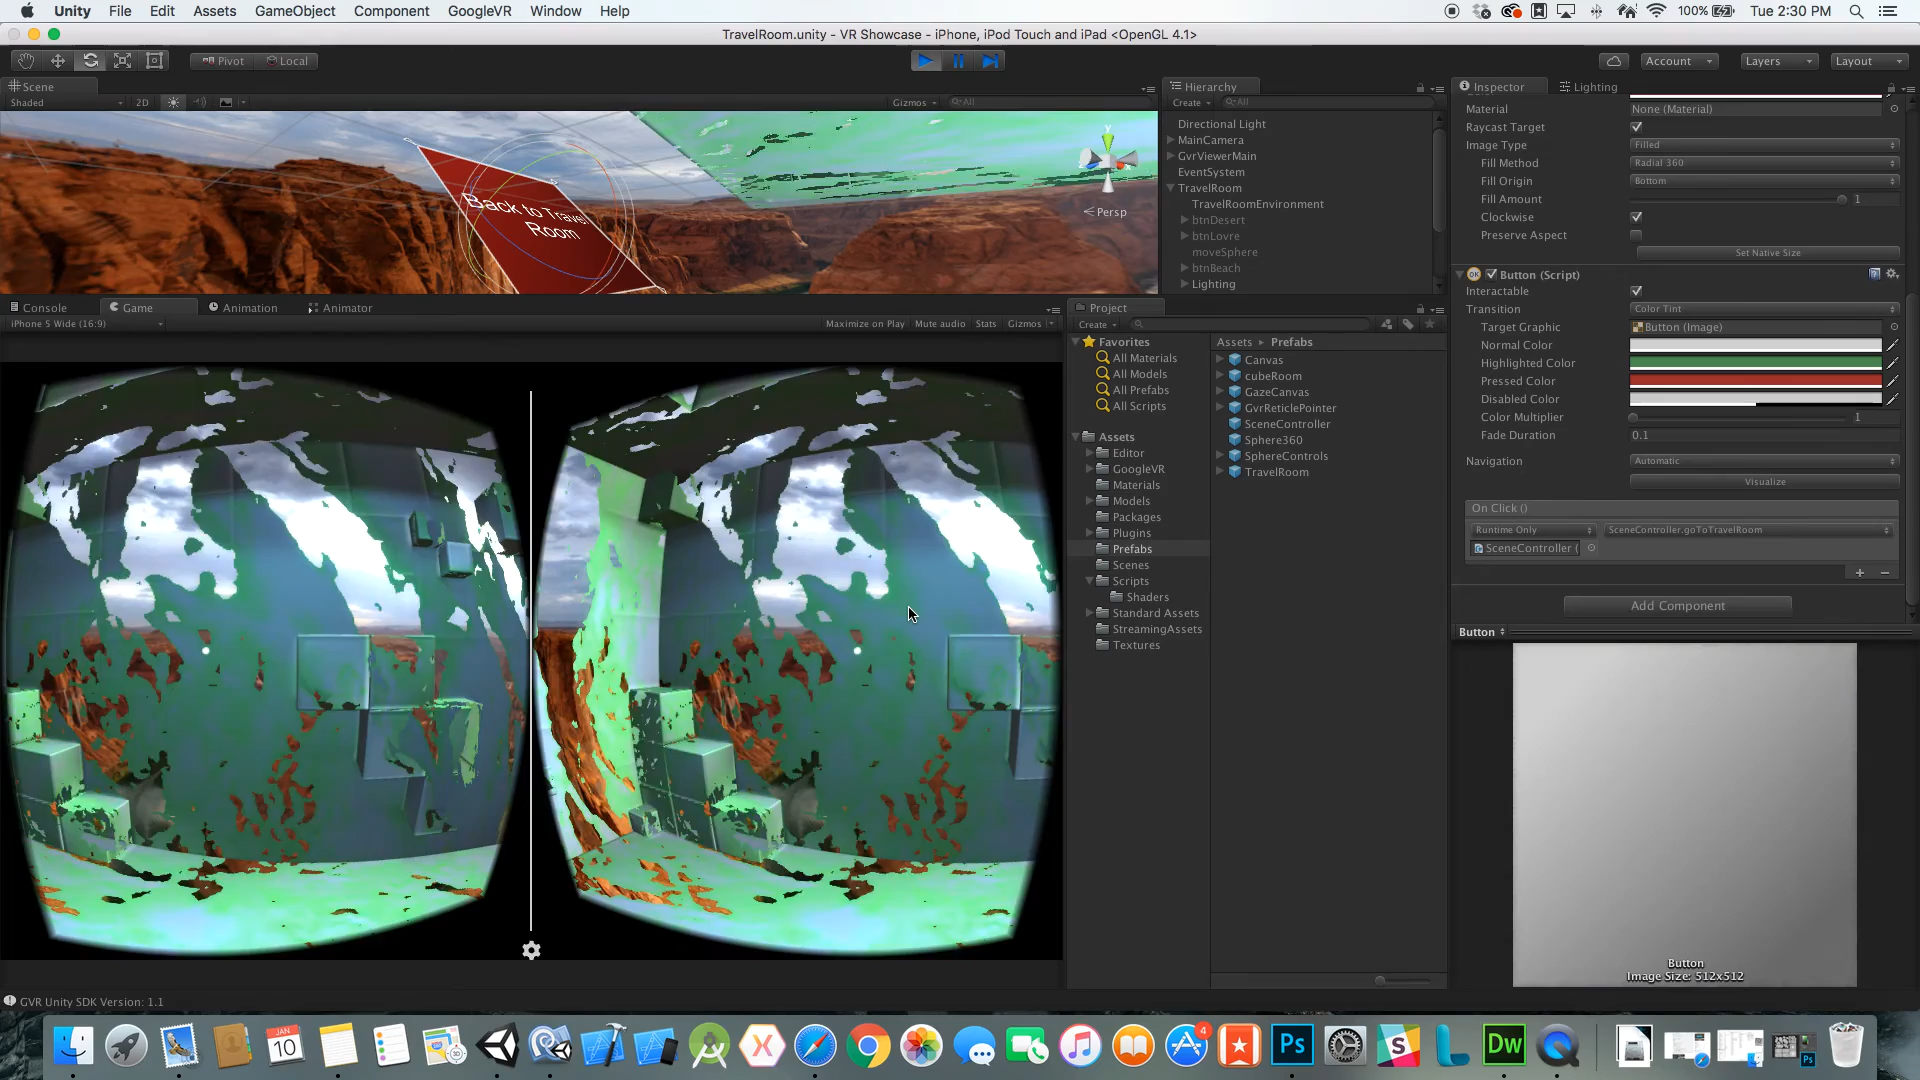 Unity File Edit Assets GameObject Component GoogleVR Window Help 100% Tue 2:30 PM
TravelRoom.unity - VR Showcase - iPhone, iPod Touch and iPad <OpenGL 4.1>
Pivot Local Account Layers Layout
Scene
Shaded 2D Gizmos All
Back to Travel
Room
Persp
Hierarchy
Create All
Directional Light
MainCamera
GvrViewerMain
EventSystem
TravelRoom
TravelRoomEnvironment
btnDesert
btnLovre
moveSphere
btnBeach
Lighting
Console Game Animation Animator
iPhone 5 Wide (16:9) Maximize on Play Mute audio Stats Gizmos
Project
Create
Favorites
All Materials
All Models
All Prefabs
All Scripts
Assets
Editor
GoogleVR
Materials
Models
Packages
Plugins
Prefabs
Scenes
Scripts
Shaders
Standard Assets
StreamingAssets
Textures
Assets Prefabs
Canvas
cubeRoom
GazeCanvas
GvrReticlePointer
SceneController
Sphere360
SphereControls
TravelRoom
Inspector Lighting
Material None (Material)
Raycast Target
Image Type Filled
Fill Method Radial 360
Fill Origin Bottom
Fill Amount 1
Clockwise
Preserve Aspect
Set Native Size
Button (Script)
Interactable
Transition Color Tint
Target Graphic Button (Image)
Normal Color
Highlighted Color
Pressed Color
Disabled Color
Color Multiplier 1
Fade Duration 0.1
Navigation Automatic
Visualize
On Click ()
Runtime Only SceneController.goToTravelRoom
SceneController (
Add Component
Button
Button
Image Size: 512x512
GVR Unity SDK Version: 1.1
JAN
10
4
Ps
Dw